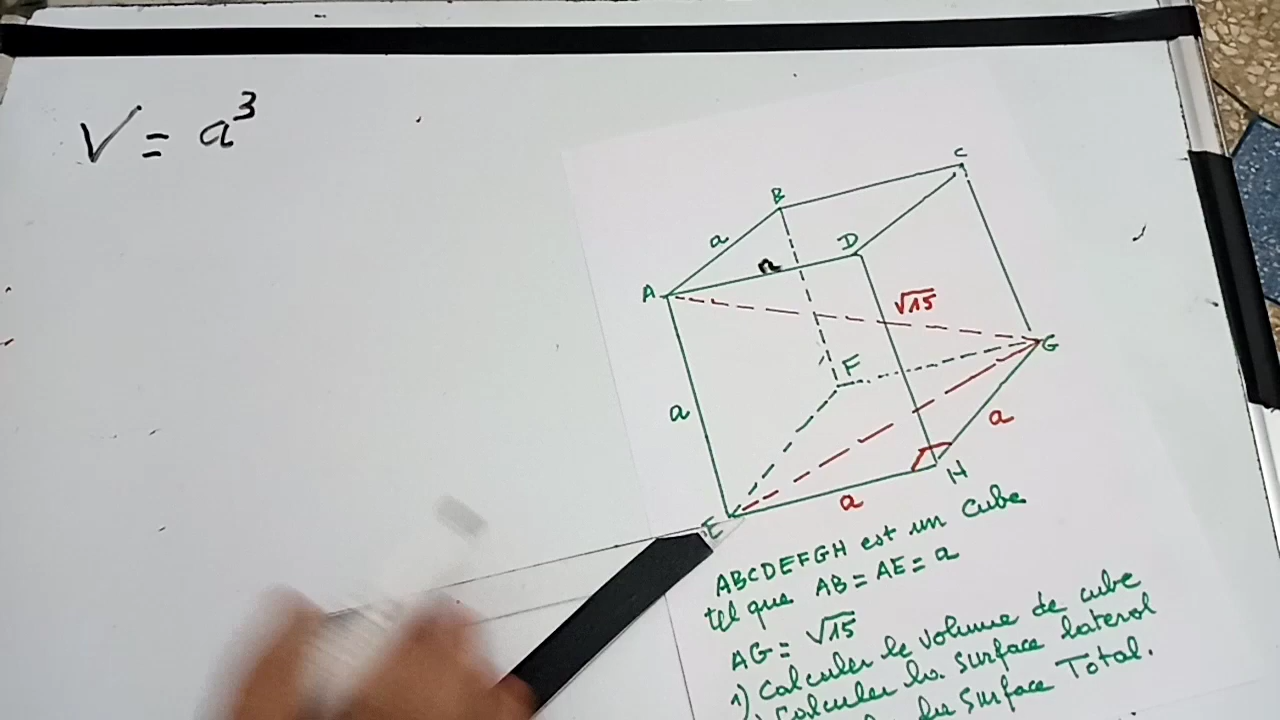 V = a³
C
B
a
D
a
A
√15
G
F
a
a
H
a
E
ABCDEFGH est un cube
tel que AB = AE = a
AG = √15
1) Calculer le volume de cube
Calculer la surface laterol
surface Total.